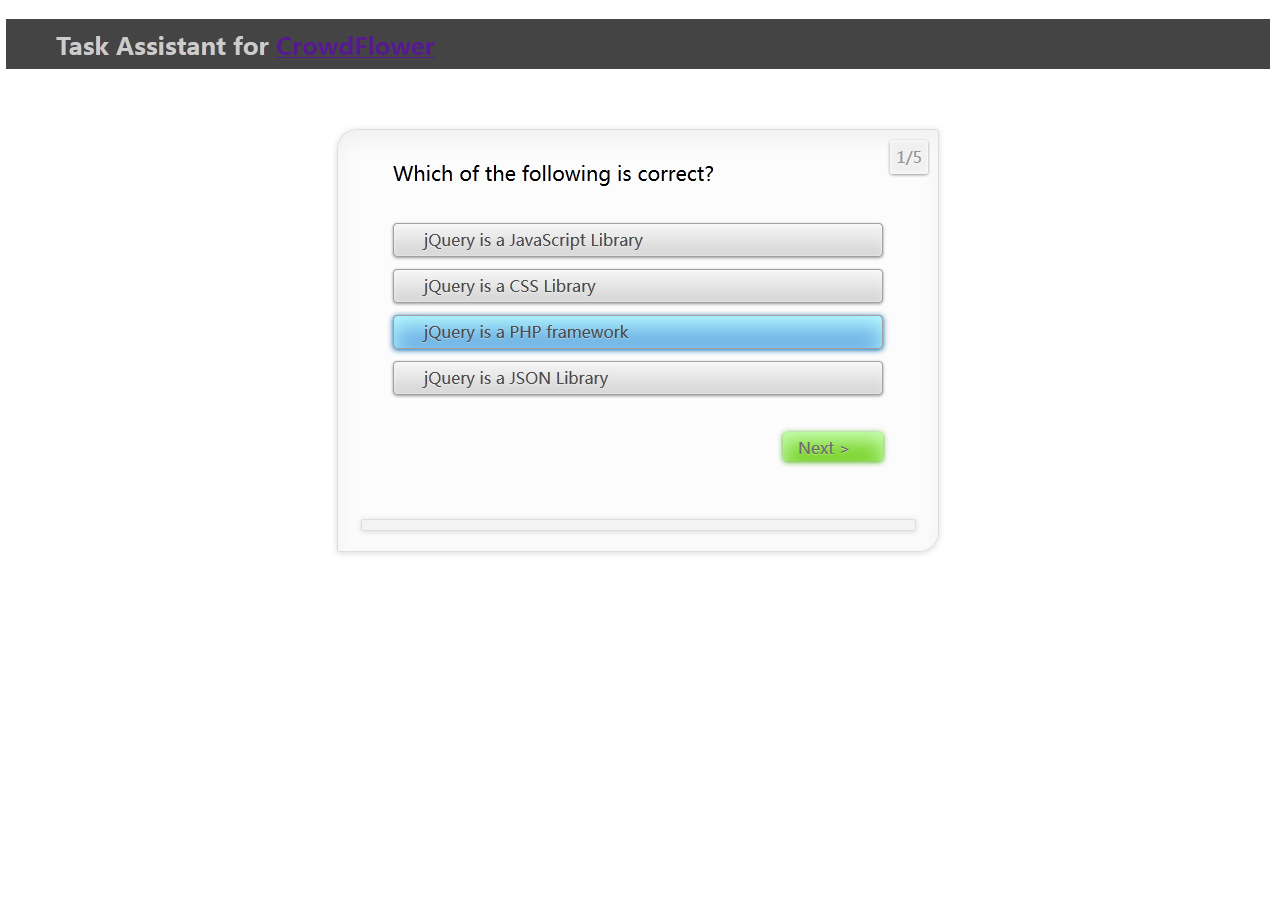 Task Assistant for CrowdFlower
1/5
Which of the following is correct?
jQuery is a JavaScript Library
jQuery is a CSS Library
jQuery is a PHP framework
jQuery is a JSON Library
Next >